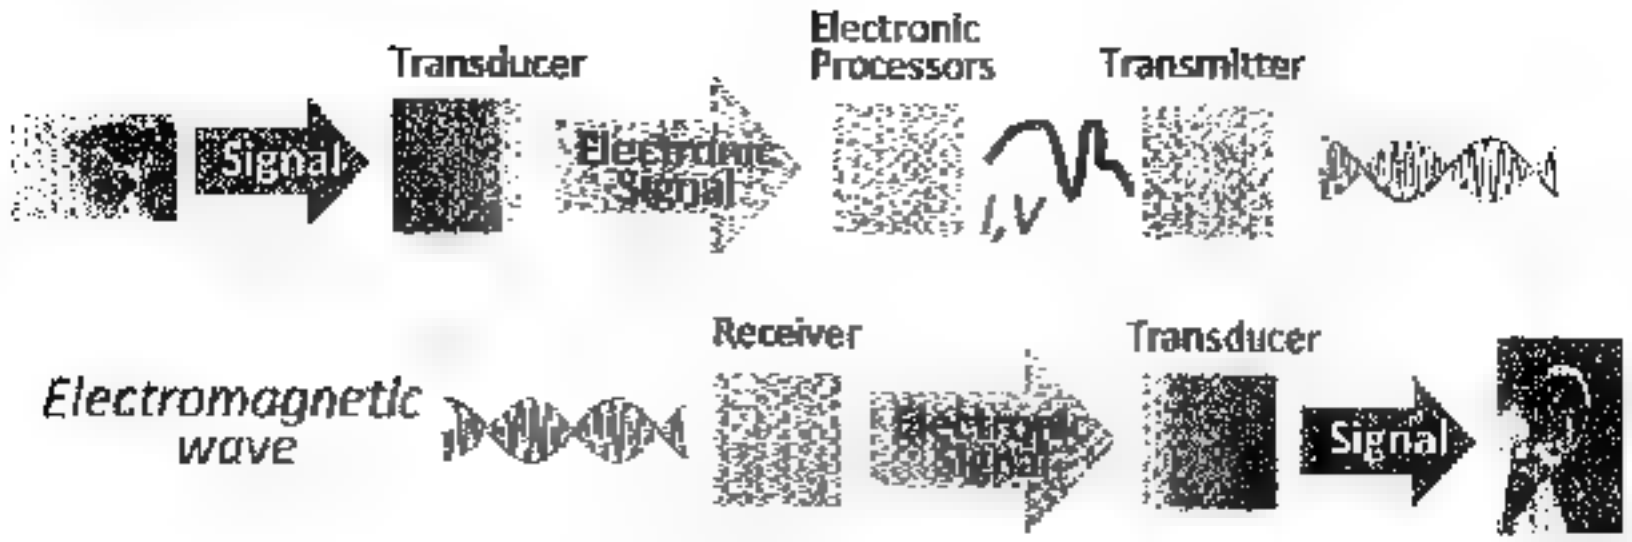 Electronic
Processors
Transducer
Transmitter
Signal
Electronic
Signal
I, V
Receiver
Transducer
Electromagnetic
wave
Electronic
Signal
Signal